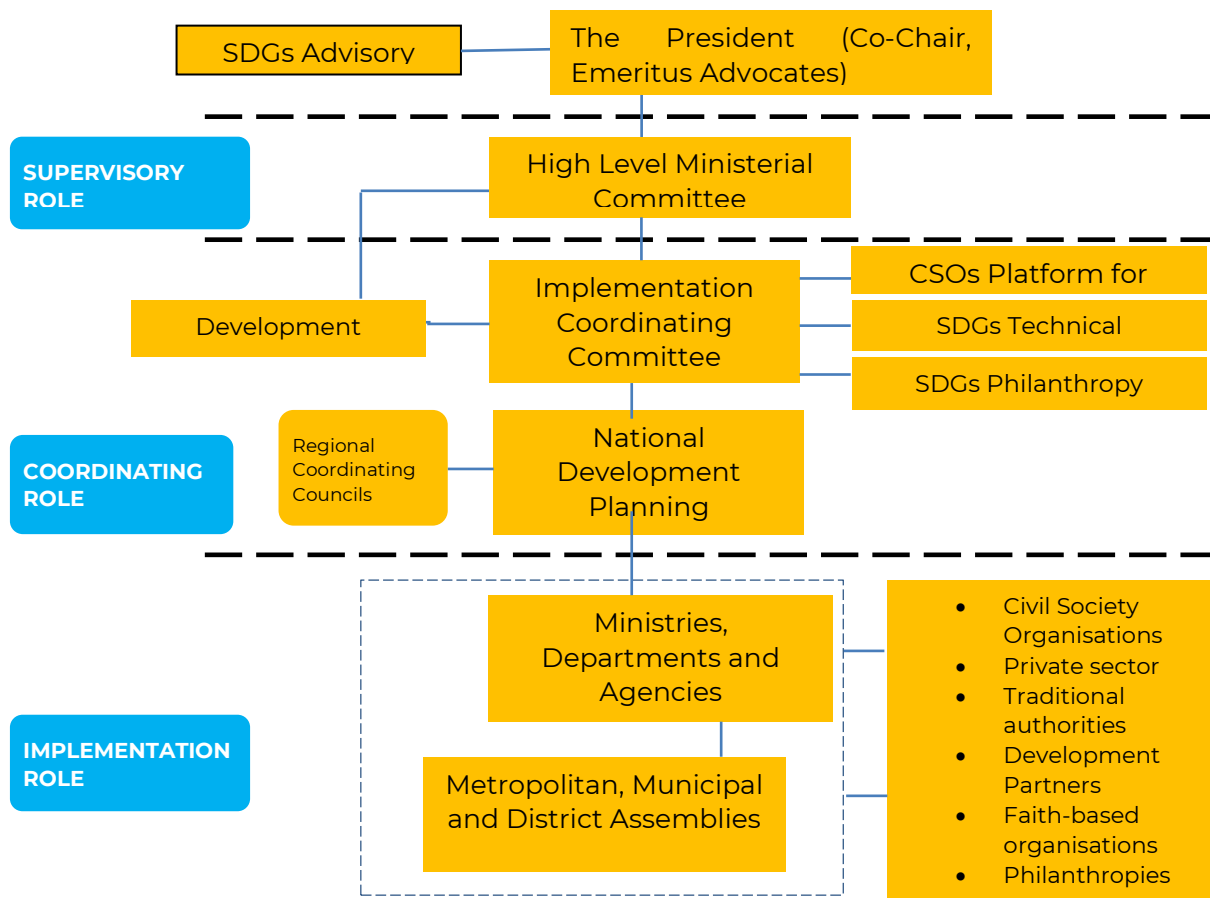 SDGs Advisory
The President (Co-Chair,
Emeritus Advocates)
SUPERVISORY
ROLE
High Level Ministerial
Committee
Development
Implementation
Coordinating
Committee
CSOs Platform for
SDGs Technical
SDGs Philanthropy
COORDINATING
ROLE
Regional
Coordinating
Councils
National
Development
Planning
IMPLEMENTATION
ROLE
Ministries,
Departments and
Agencies
Metropolitan, Municipal
and District Assemblies
• Civil Society
Organisations
• Private sector
• Traditional
authorities
• Development
Partners
• Faith-based
organisations
• Philanthropies